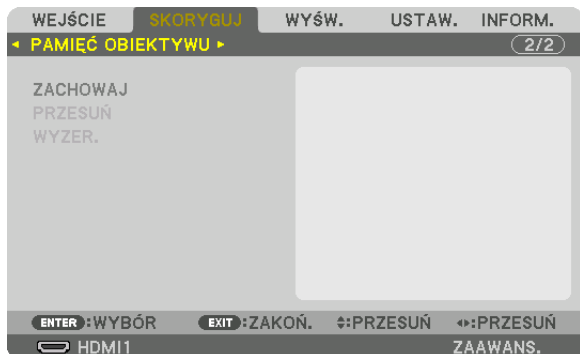 WEJŚCIE SKORYGUJ WYŚW. USTAW. INFORM.
◂ PAMIĘĆ OBIEKTYWU ▸ 2/2
ZACHOWAJ
PRZESUŃ
WYZER.
ENTER :WYBÓR EXIT :ZAKOŃ. ♦:PRZESUŃ ◂▸:PRZESUŃ
HDMI1 ZAAWANS.